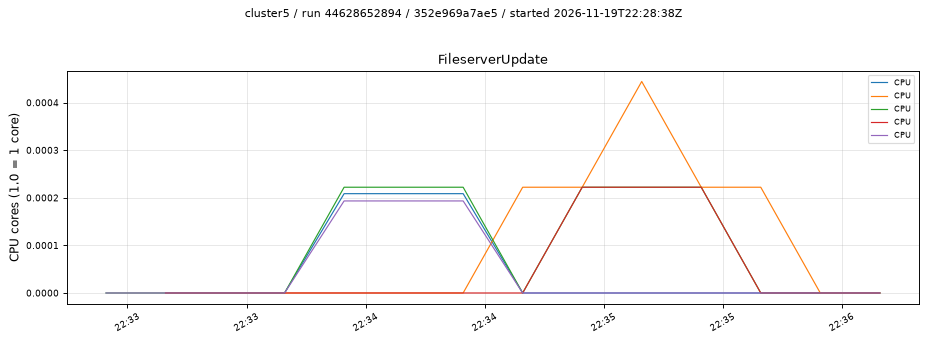 cluster5 / run 44628652894 / 352e969a7ae5 / started 2026-11-19T22:28:38Z
FileserverUpdate
CPU cores (1.0 = 1 core)
0.0004
0.0003
0.0002
0.0001
0.0000
CPU
CPU
CPU
CPU
CPU
22:33
22:33
22:34
22:34
22:35
22:35
22:36